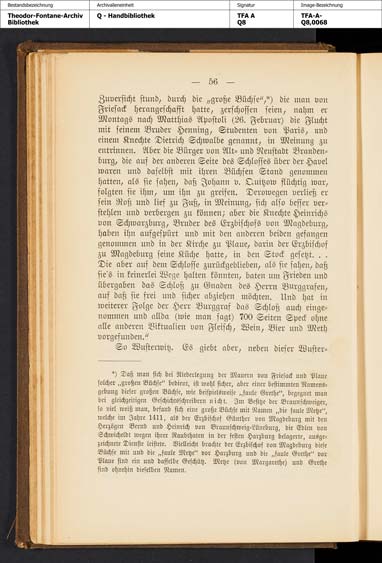 Bestandsbezeichnung
Archivalieneinheit
Signatur
Image-Bezeichnung
Theodor-Fontane-Archiv
Bibliothek
Q - Handbibliothek
TFA A
Q8
TFA-A-
Q8,0068
— 56 —
Zuversicht stund, durch die „große Büchse“,*) die man von
Friesack herangeschafft hatte, zerschossen seien, nahm er
Montags nach Matthias Apostoli (26. Februar) die Flucht
mit seinem Bruder Henning, Studenten von Paris, und
einem Knechte Dietrich Schwalbe genannt, in Meinung zu
entrinnen. Aber die Bürger von Alt- und Neustadt Branden-
burg, die auf der anderen Seite des Schlosses über der Havel
waren und daselbst mit ihren Büchsen Stand genommen
hatten, als sie sahen, daß Johann v. Quitzow flüchtig war,
folgten sie ihm, um ihn zu greifen. Derowegen verließ er
sein Roß und lief zu Fuß, in Meinung, sich also besser ver-
stehlen und verbergen zu können; aber die Knechte Heinrichs
von Schwarzburg, Bruder des Erzbischofs von Magdeburg,
haben ihn aufgespürt und mit den anderen beiden gefangen
genommen und in der Kirche zu Plaue, darin der Erzbischof
zu Magdeburg seine Küche hatte, in den Stock gesetzt. . .
Die aber auf dem Schlosse zurückgeblieben, als sie sahen, daß
sie's in keinerlei Wege halten könnten, baten um Frieden und
übergaben das Schloß zu Gnaden des Herrn Burggrafen,
auf daß sie frei und sicher abziehen möchten. Und hat in
weiterer Folge der Herr Burggraf das Schloß auch einge-
nommen und allda (wie man sagt) 700 Seiten Speck ohne
alle anderen Viktualien von Fleisch, Wein, Bier und Meth
vorgefunden.“
So Wusterwitz. Es giebt aber, neben dieser Wuster-
*) Daß man sich bei Niederlegung der Mauern von Friesack und Plaue
solcher „großen Büchse“ bedient, ist wohl sicher, aber einer bestimmten Namens-
gebung dieser großen Büchse, wie beispielsweise „faule Grethe“, begegnet man
bei gleichzeitigen Geschichtsschreibern nicht. Im Besitze der Braunschweiger,
so viel weiß man, befand sich eine große Büchse mit Namen „die faule Metze“,
welche im Jahre 1411, als der Erzbischof Günther von Magdeburg mit den
Herzögen Bernd und Heinrich von Braunschweig-Lüneburg, die Edlen von
Schwicheldt wegen ihrer Raubthaten in der festen Harzburg belagerte, ausge-
zeichnete Dienste leistete. Vielleicht brachte der Erzbischof von Magdeburg diese
Büchse mit und die „faule Metze“ vor Harzburg und die „faule Grethe“ vor
Plaue sind ein und dasselbe Geschütz. Metze (von Margarethe) und Grethe
sind ohnehin dieselben Namen.